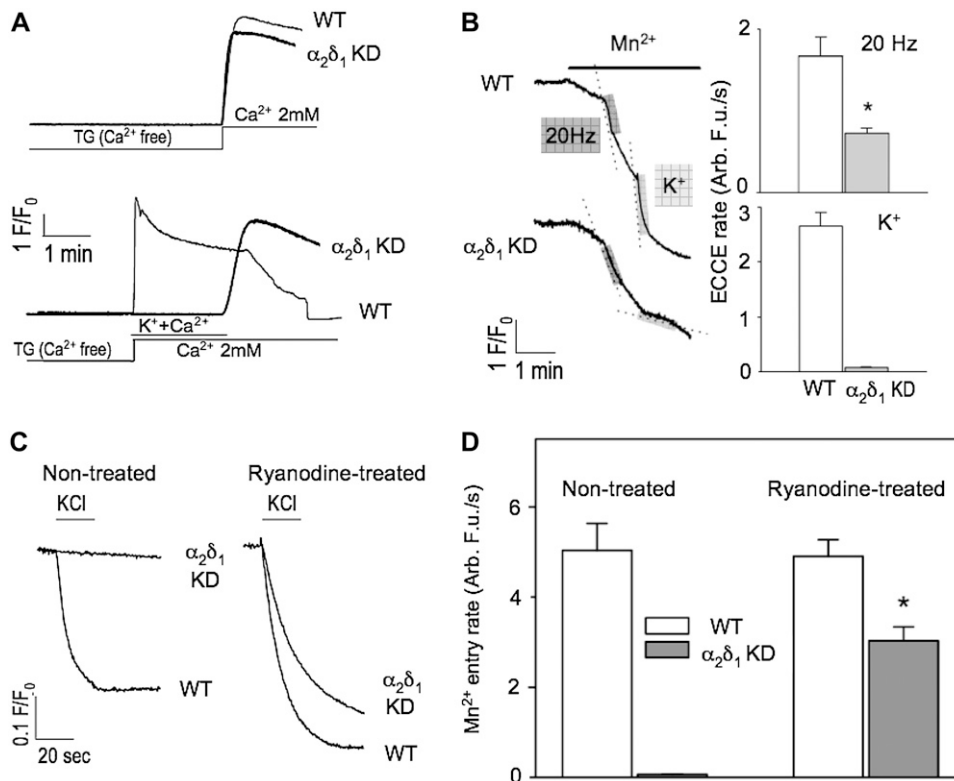 A
WT
α₂δ₁ KD
Ca²⁺ 2mM
TG (Ca²⁺ free)
1 F/F₀
1 min
α₂δ₁ KD
WT
K⁺+Ca²⁺
TG (Ca²⁺ free)
Ca²⁺ 2mM
B
Mn²⁺
WT
20Hz
K⁺
α₂δ₁ KD
1 F/F₀
1 min
ECCE rate (Arb. F.u./s)
2
20 Hz
*
0
3
K⁺
2
1
0
WT
α₂δ₁ KD
C
Non-treated
Ryanodine-treated
KCl
KCl
α₂δ₁
KD
WT
α₂δ₁
KD
WT
0.1 F/F₀
20 sec
D
Mn²⁺ entry rate (Arb. F.u./s)
6
4
2
0
Non-treated
Ryanodine-treated
WT
α₂δ₁ KD
*